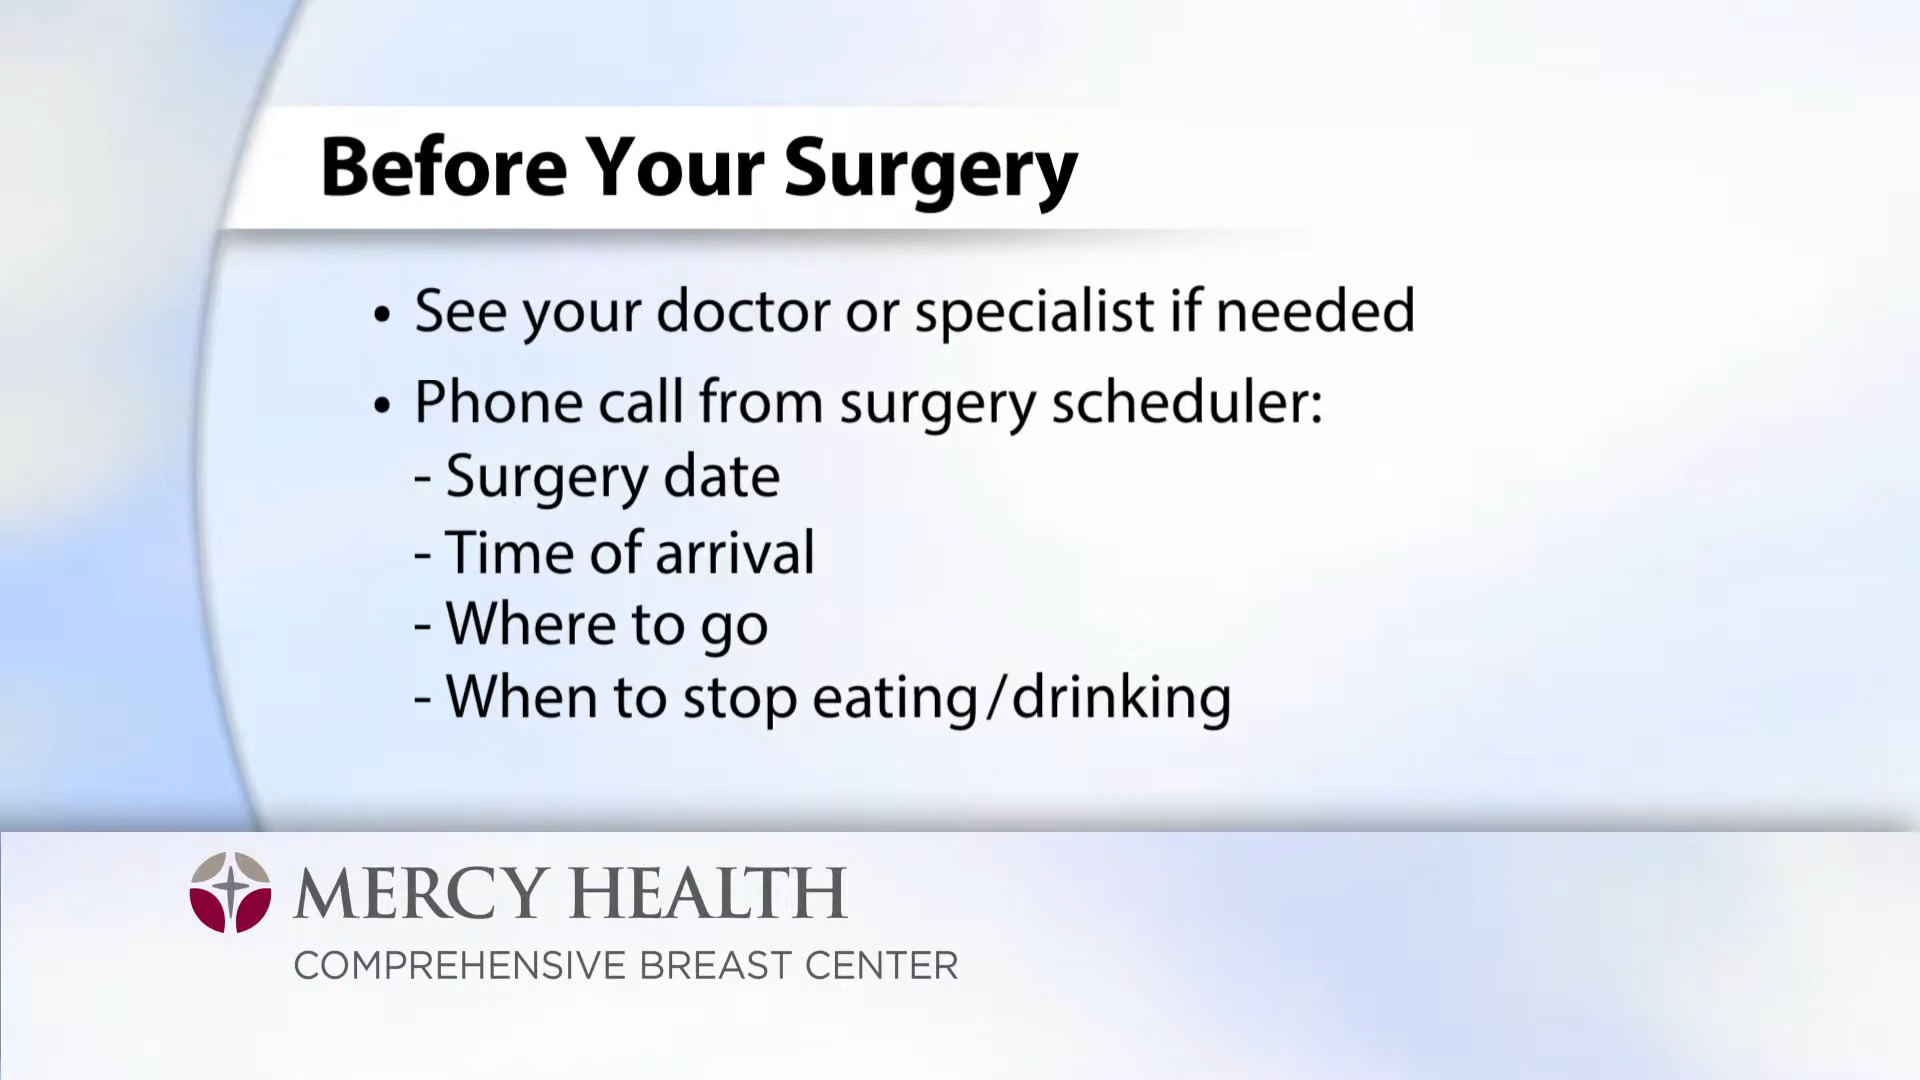 Before Your Surgery
• See your doctor or specialist if needed
• Phone call from surgery scheduler:
- Surgery date
- Time of arrival
- Where to go
- When to stop eating/drinking
MERCY HEALTH
COMPREHENSIVE BREAST CENTER